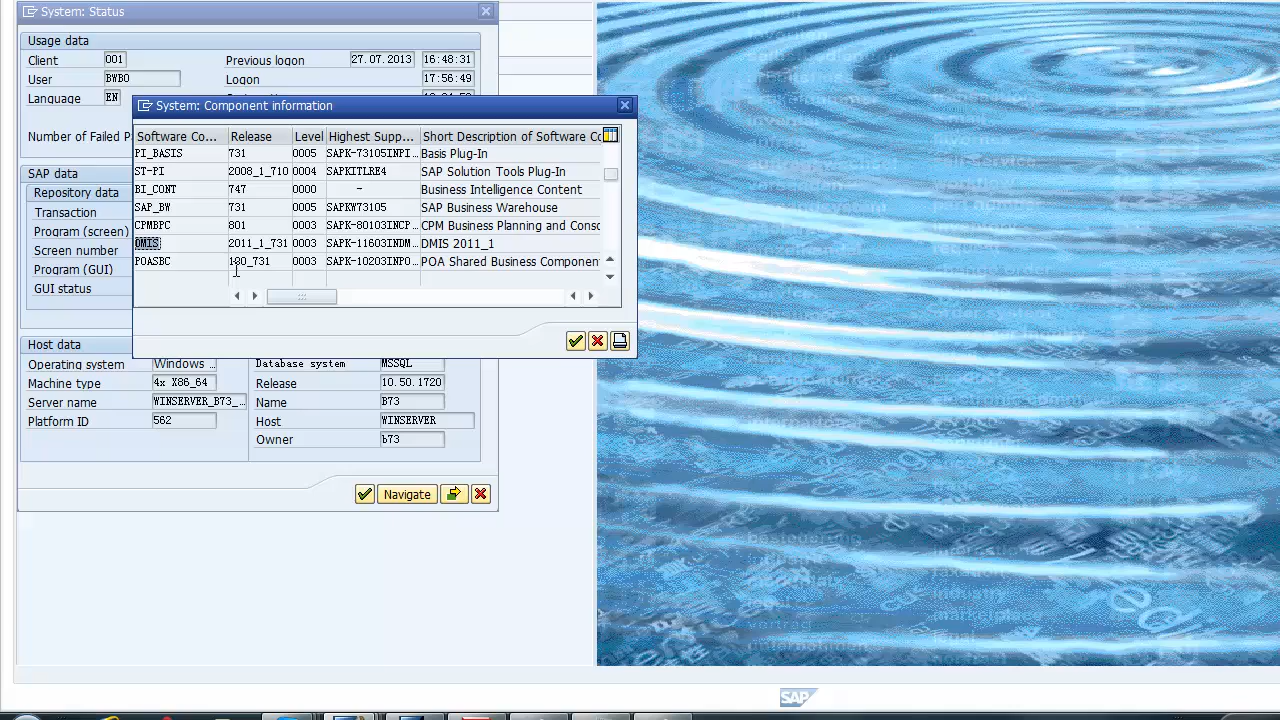 System: Status
Usage data
Client 001 Previous logon 27.07.2013 16:48:31
User BWBO Logon 17:56:49
Language EN
System: Component information
Number of Failed P
Software Co... Release Level Highest Supp... Short Description of Software Co
PI_BASIS 731 0005 SAPK-73105INPI... Basis Plug-In
ST-PI 2008_1_710 0004 SAP Solution Tools Plug-In
BI_CONT 747 0000 - Business Intelligence Content
SAP_BW 731 0005 SAPKW73105 SAP Business Warehouse
CPMBPC 801 0003 SAPK-80103INCP... CPM Business Planning and Conso
DMIS 2011_1_731 0003 SAPK-11603INDM... DMIS 2011_1
POASBC 100_731 0003 SAPK-10203INPO... POA Shared Business Component
SAP data
Repository data
Transaction
Program (screen)
Screen number
Program (GUI)
GUI status
Host data
Operating system Windows ... Database system MSSQL
Machine type 4x X86_64 Release 10.50.1720
Server name WINSERVER_BT3_... Name BT3
Platform ID 562 Host WINSERVER
Owner bt3
Navigate
SAP